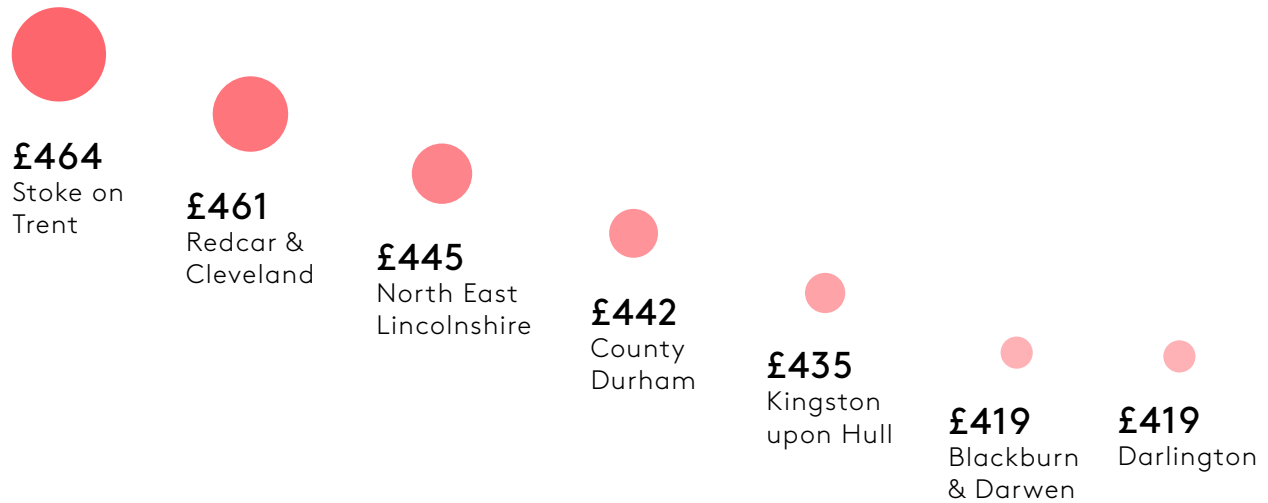 £464
Stoke on
Trent
£461
Redcar &
Cleveland
£445
North East
Lincolnshire
£442
County
Durham
£435
Kingston
upon Hull
£419
Blackburn
& Darwen
£419
Darlington